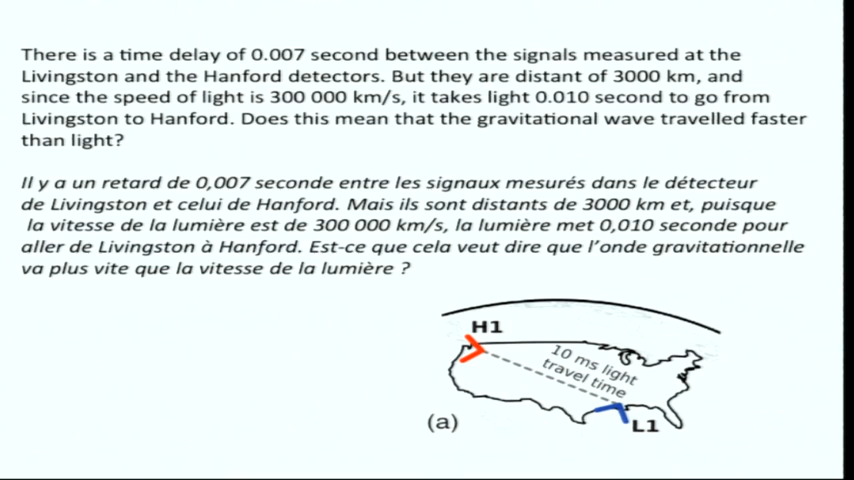 There is a time delay of 0.007 second between the signals measured at the
Livingston and the Hanford detectors. But they are distant of 3000 km, and
since the speed of light is 300 000 km/s, it takes light 0.010 second to go from
Livingston to Hanford. Does this mean that the gravitational wave travelled faster
than light?
Il y a un retard de 0,007 seconde entre les signaux mesurés dans le détecteur
de Livingston et celui de Hanford. Mais ils sont distants de 3000 km et, puisque
la vitesse de la lumière est de 300 000 km/s, la lumière met 0,010 seconde pour
aller de Livingston à Hanford. Est-ce que cela veut dire que l’onde gravitationnelle
va plus vite que la vitesse de la lumière ?
H1
10 ms light
travel time
(a)
L1